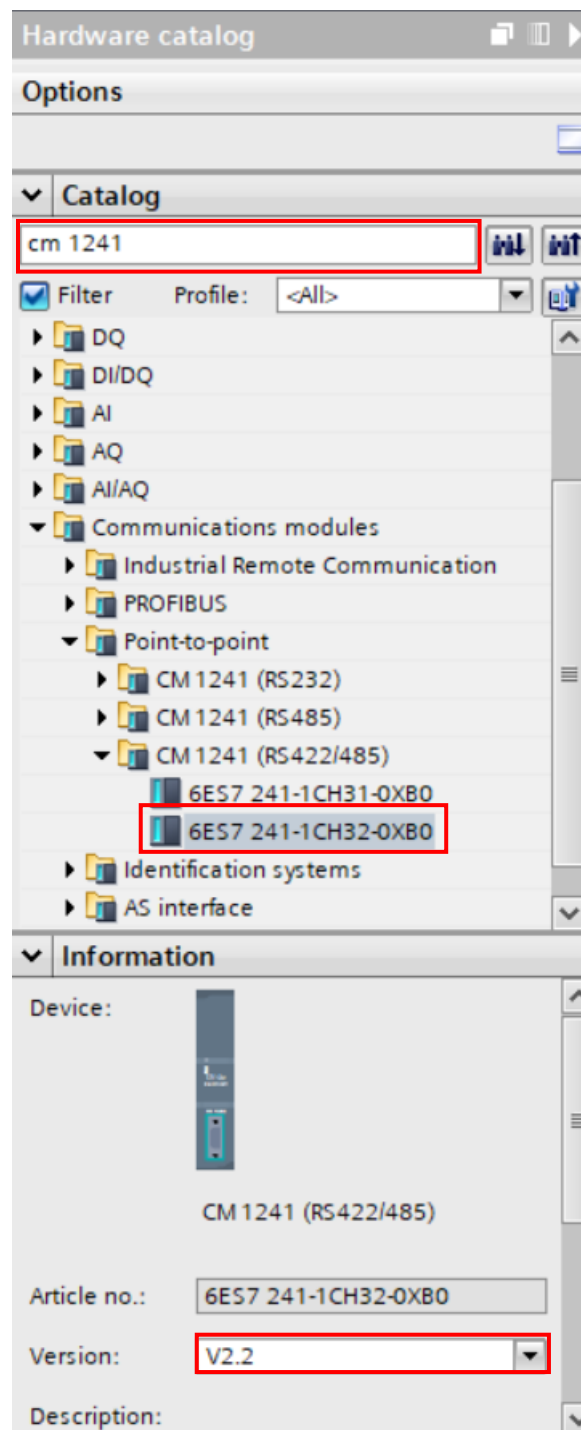 Hardware catalog
Options
Catalog
cm 1241
Filter Profile: <All>
DQ
DI/DQ
AI
AQ
AI/AQ
Communications modules
Industrial Remote Communication
PROFIBUS
Point-to-point
CM 1241 (RS232)
CM 1241 (RS485)
CM 1241 (RS422/485)
6ES7 241-1CH31-0XB0
6ES7 241-1CH32-0XB0
Identification systems
AS interface
Information
Device:
CM 1241 (RS422/485)
Article no.: 6ES7 241-1CH32-0XB0
Version: V2.2
Description: